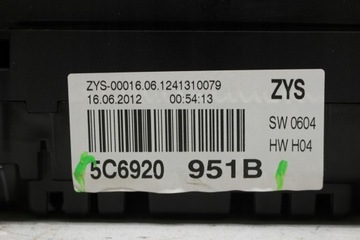 ZYS-00016.06.1241310079
16.06.2012 00:54:13
ZYS
SW 0604
HW H04
5C6920 951B